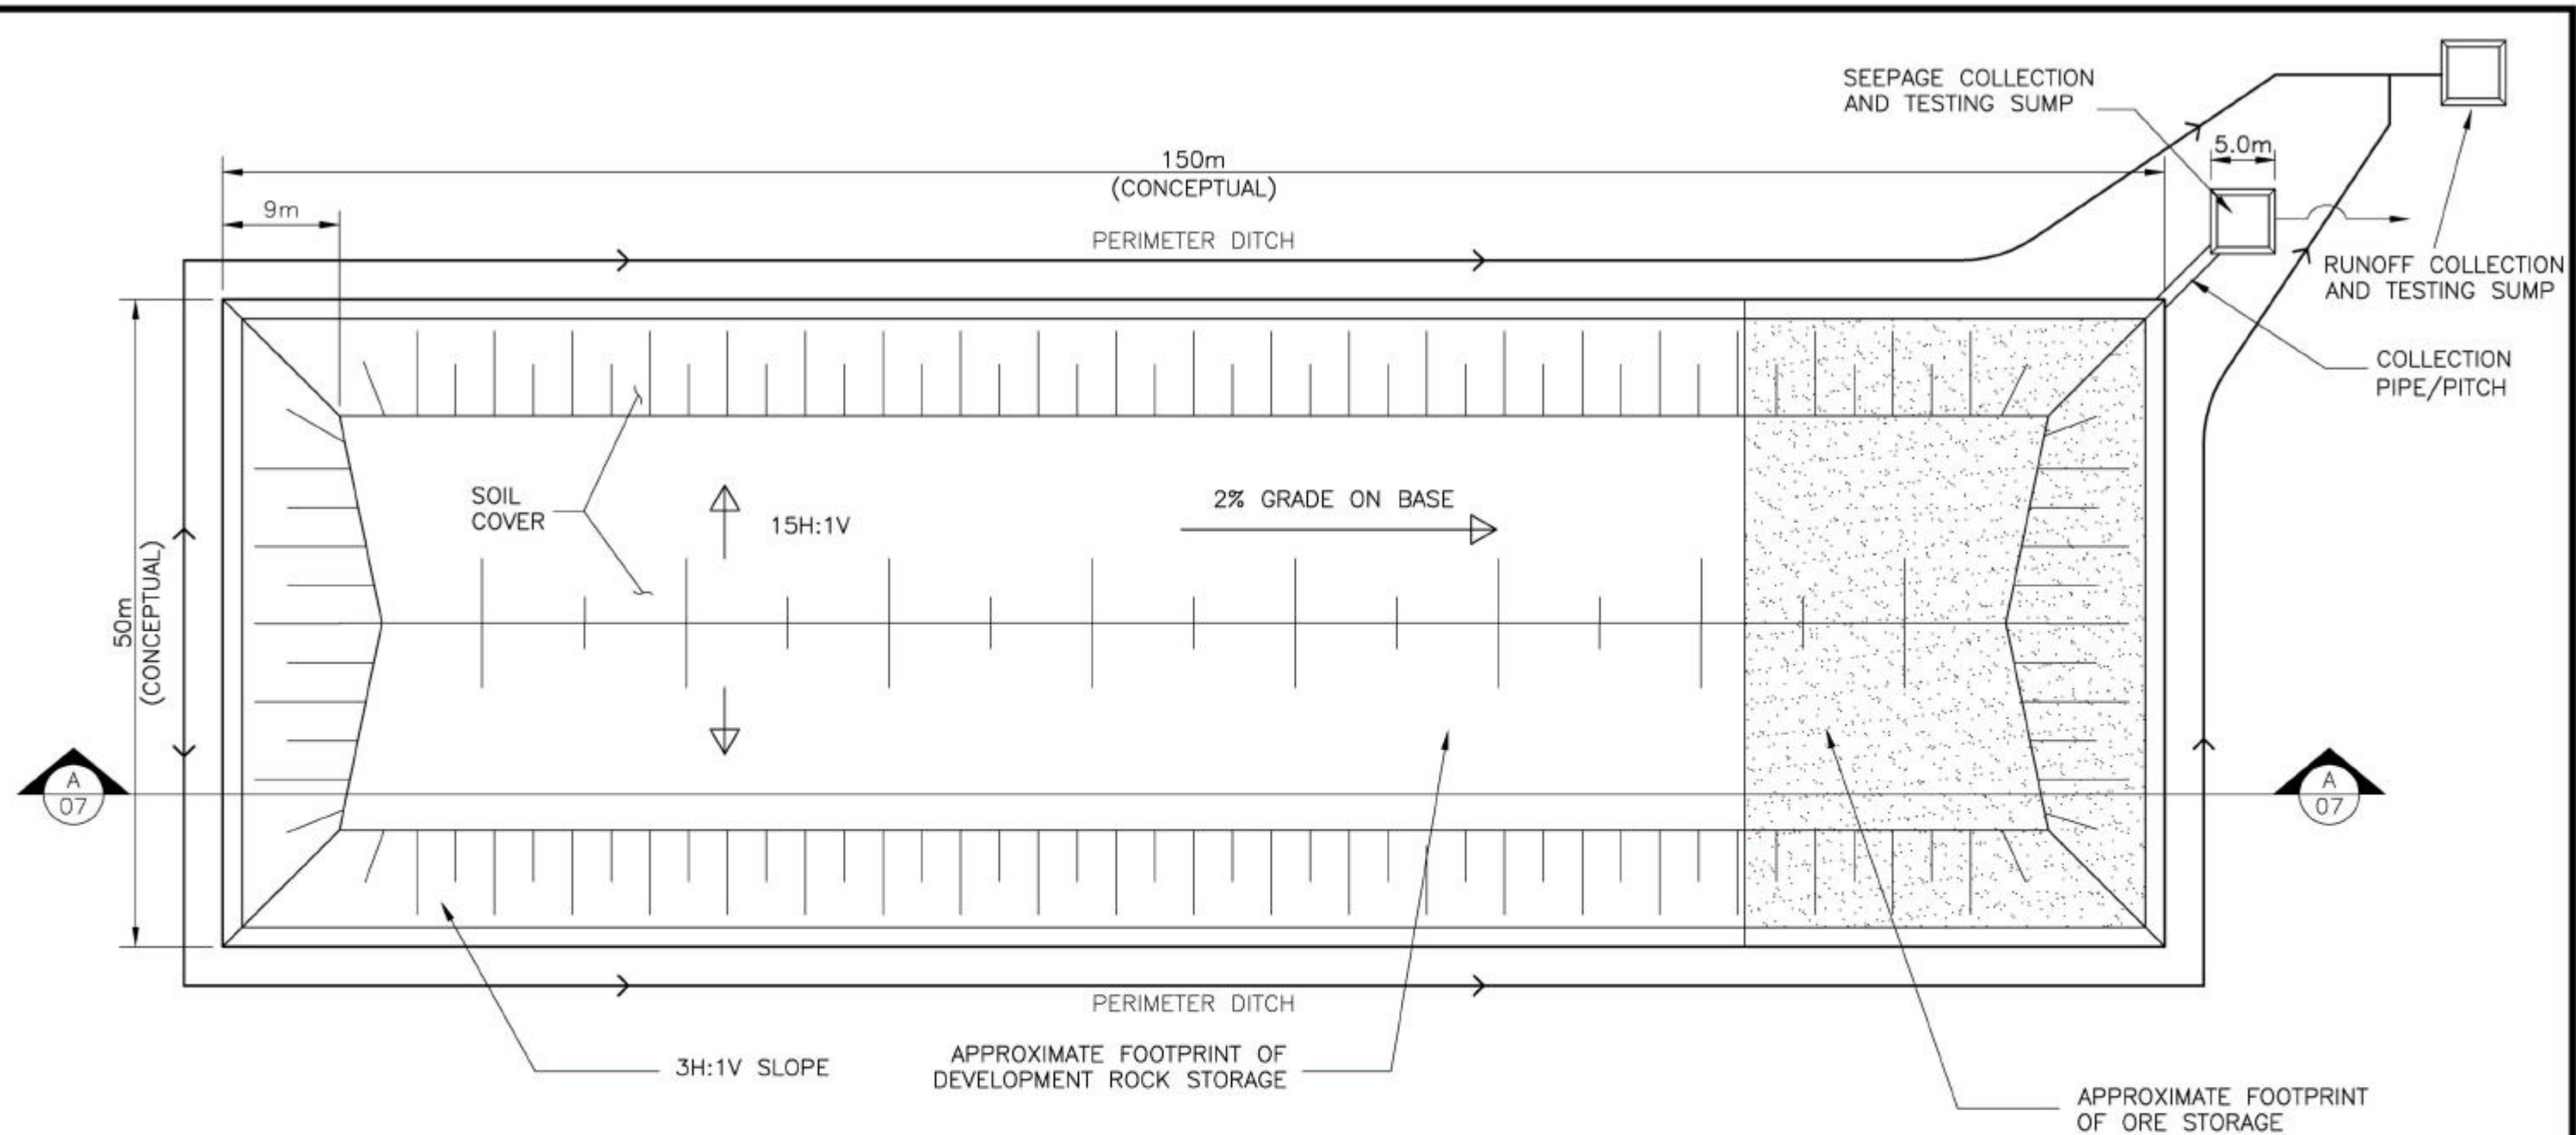 SEEPAGE COLLECTION
AND TESTING SUMP
5.0m
150m
(CONCEPTUAL)
9m
PERIMETER DITCH
RUNOFF COLLECTION
AND TESTING SUMP
COLLECTION
PIPE/PITCH
SOIL
COVER
15H:1V
2% GRADE ON BASE
50m
(CONCEPTUAL)
A
07
A
07
PERIMETER DITCH
3H:1V SLOPE
APPROXIMATE FOOTPRINT OF
DEVELOPMENT ROCK STORAGE
APPROXIMATE FOOTPRINT
OF ORE STORAGE